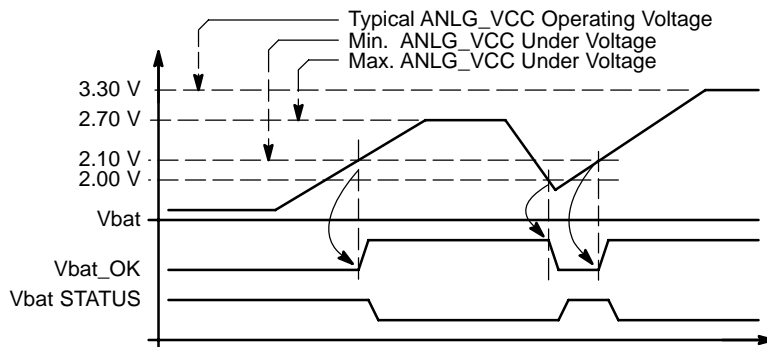 Typical ANLG_VCC Operating Voltage
Min. ANLG_VCC Under Voltage
Max. ANLG_VCC Under Voltage
3.30 V
2.70 V
2.10 V
2.00 V
Vbat
Vbat_OK
Vbat STATUS